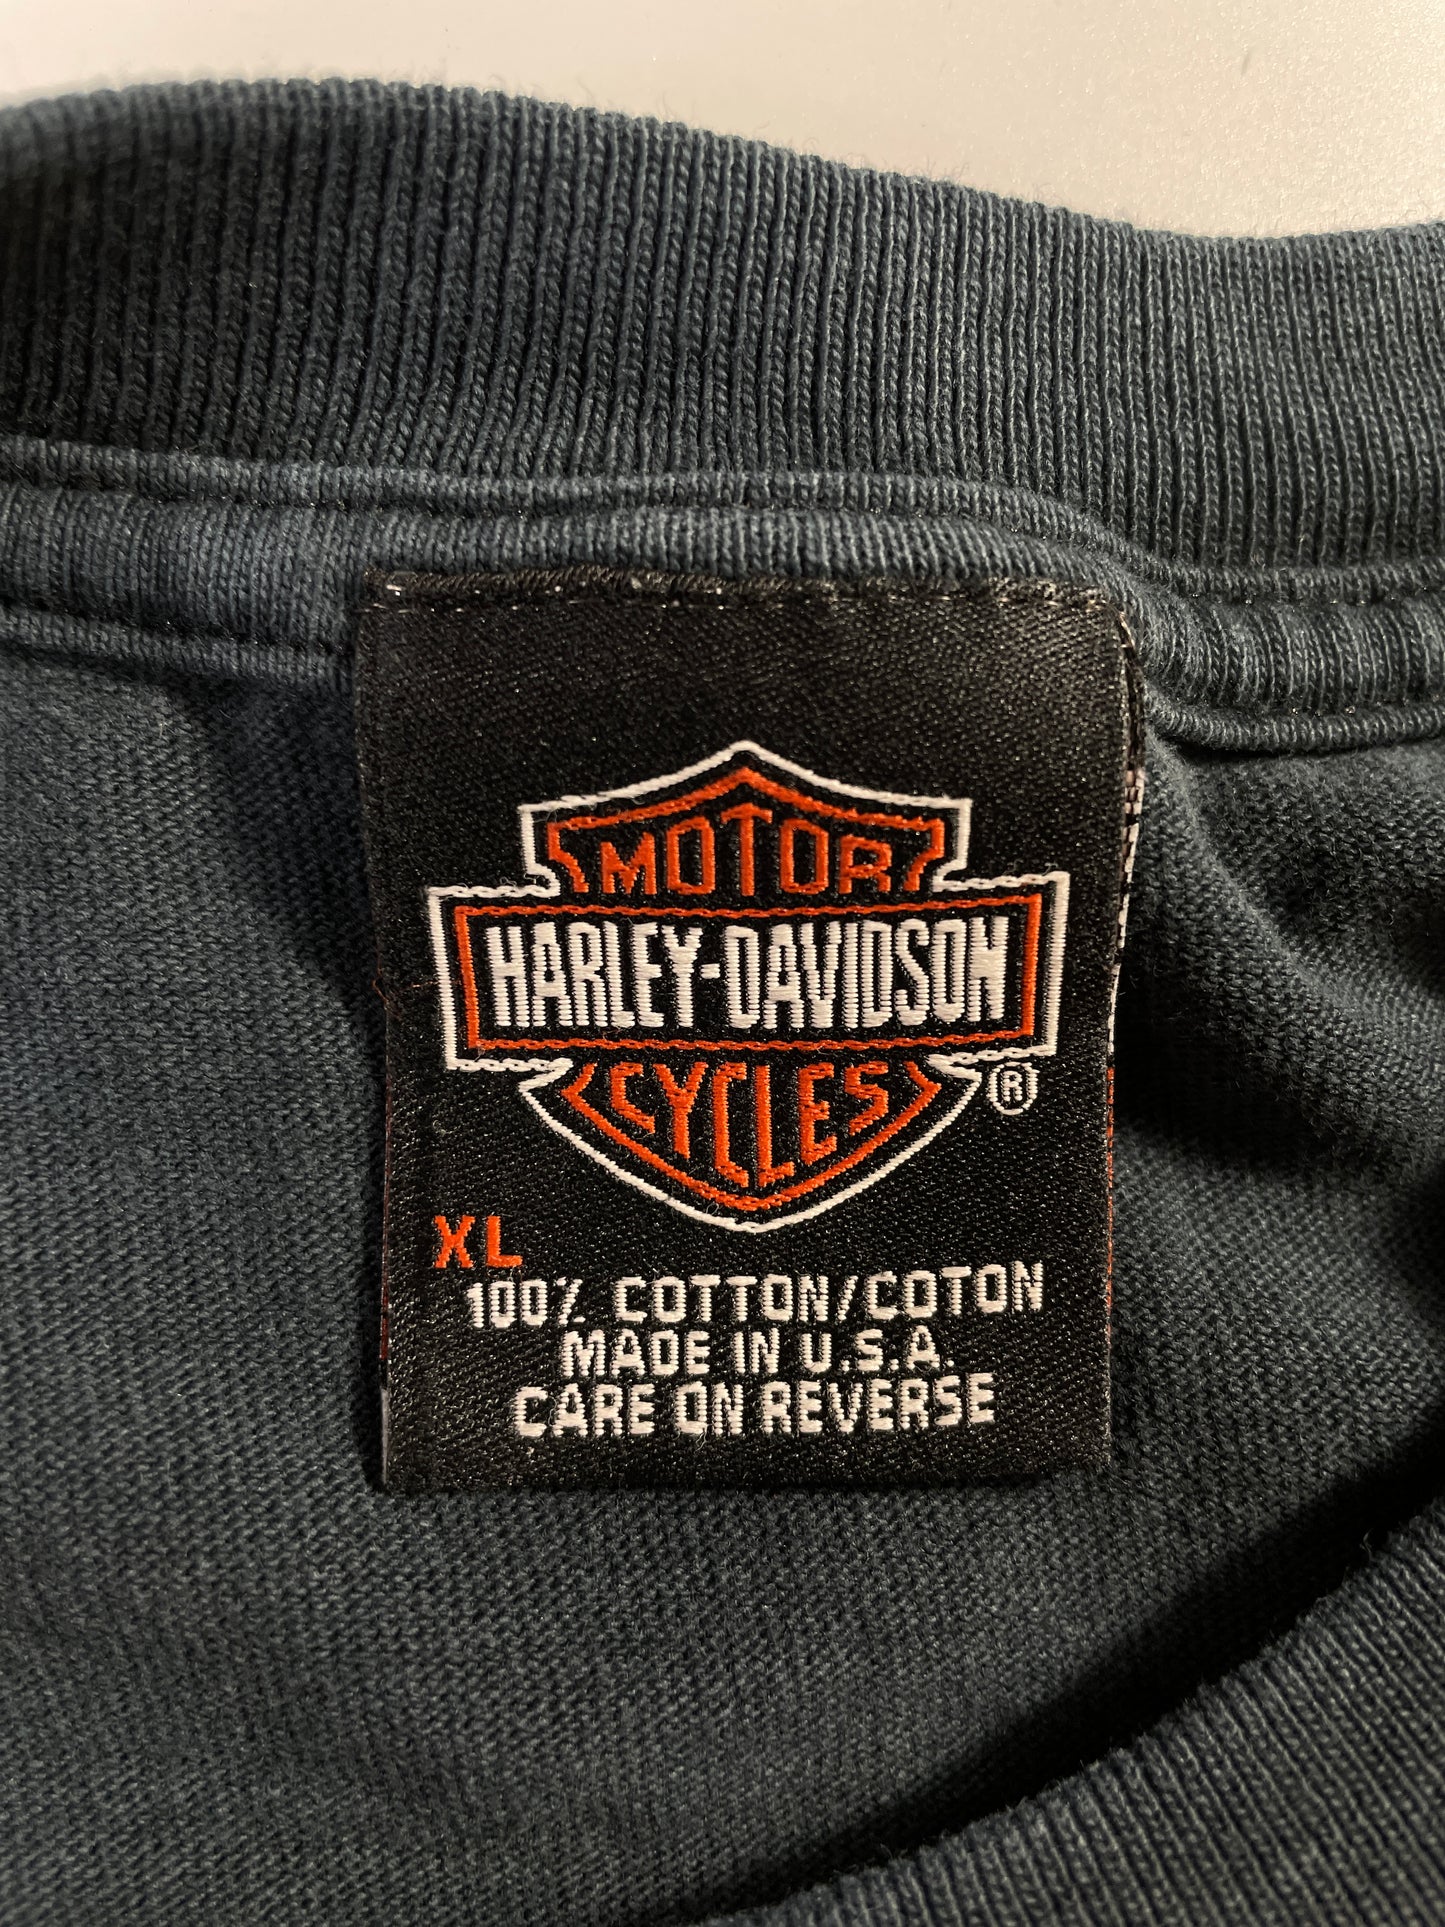 MOTOR
HARLEY-DAVIDSON
CYCLES
®
XL
100% COTTON/COTON
MADE IN U.S.A.
CARE ON REVERSE